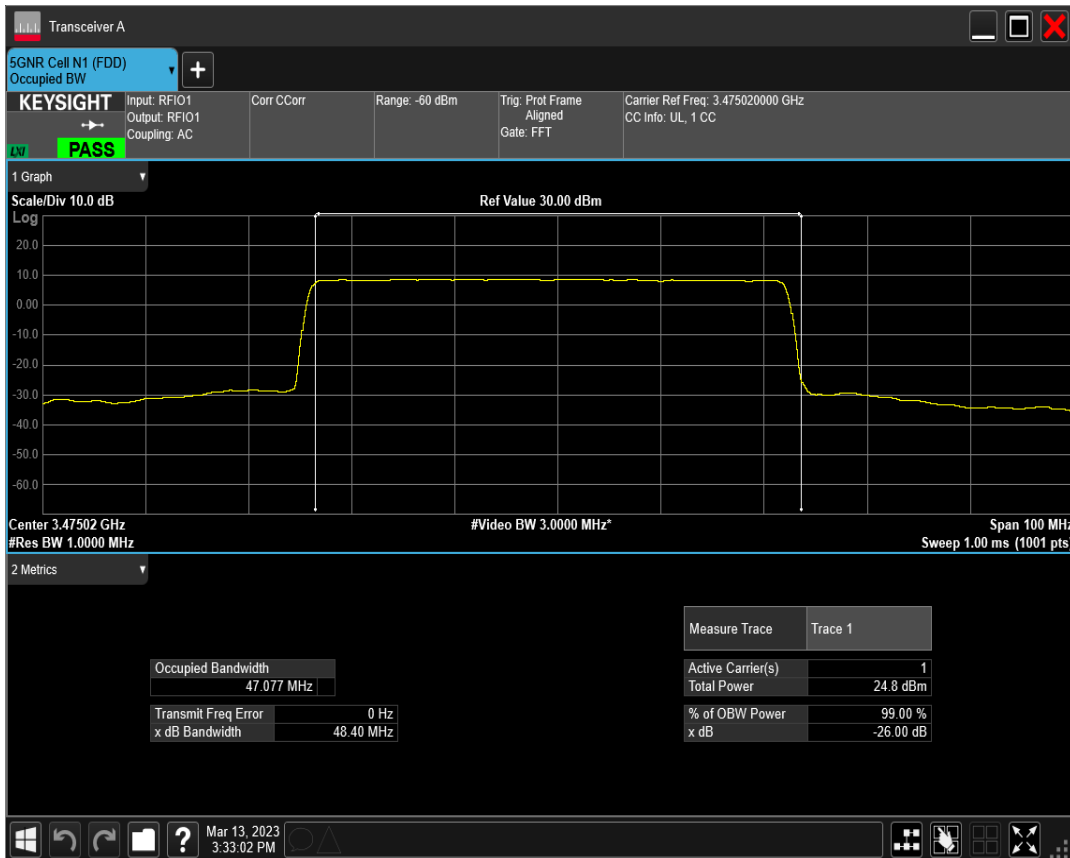 Transceiver A
5GNR Cell N1 (FDD)
Occupied BW
+
KEYSIGHT
LXI
PASS
Input: RFIO1
Output: RFIO1
Coupling: AC
Corr CCorr
Range: -60 dBm
Trig: Prot Frame
Aligned
Gate: FFT
Carrier Ref Freq: 3.475020000 GHz
CC Info: UL, 1 CC
1 Graph
Scale/Div 10.0 dB
Ref Value 30.00 dBm
Log
20.0
10.0
0.00
-10.0
-20.0
-30.0
-40.0
-50.0
-60.0
Center 3.47502 GHz
#Video BW 3.0000 MHz*
Span 100 MHz
#Res BW 1.0000 MHz
Sweep 1.00 ms (1001 pts)
2 Metrics
Measure Trace Trace 1
Occupied Bandwidth
47.077 MHz
Active Carrier(s) 1
Total Power 24.8 dBm
Transmit Freq Error 0 Hz
x dB Bandwidth 48.40 MHz
% of OBW Power 99.00 %
x dB -26.00 dB
?
Mar 13, 2023
3:33:02 PM